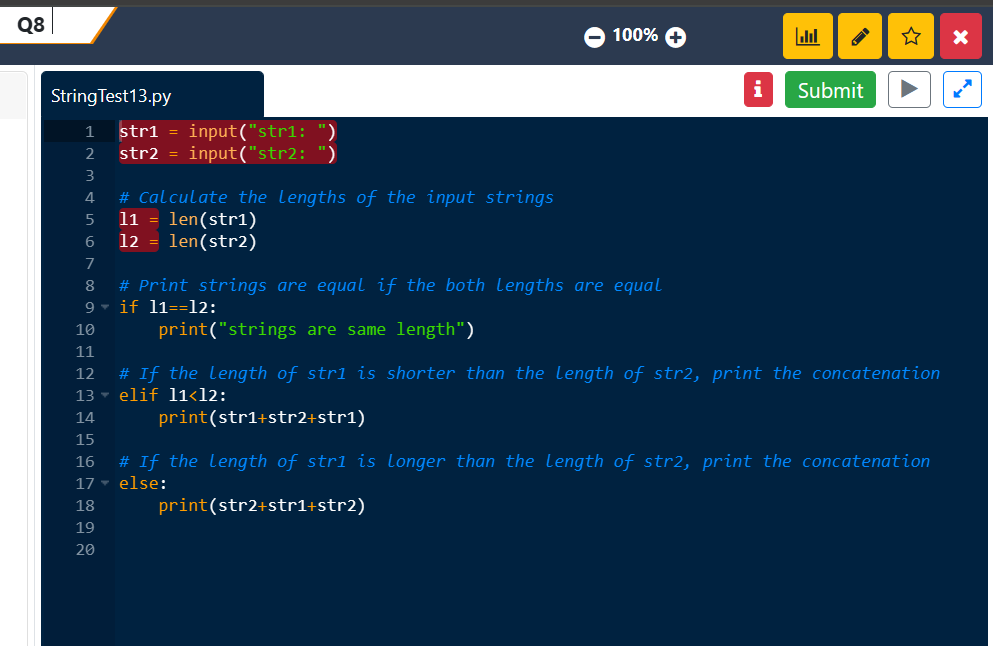 Q8
100%
StringTest13.py
i Submit
1 str1 = input("str1: ")
2 str2 = input("str2: ")
3
4 # Calculate the lengths of the input strings
5 l1 = len(str1)
6 l2 = len(str2)
7
8 # Print strings are equal if the both lengths are equal
9 if l1==l2:
10     print("strings are same length")
11
12 # If the length of str1 is shorter than the length of str2, print the concatenation
13 elif l1<l2:
14     print(str1+str2+str1)
15
16 # If the length of str1 is longer than the length of str2, print the concatenation
17 else:
18     print(str2+str1+str2)
19
20